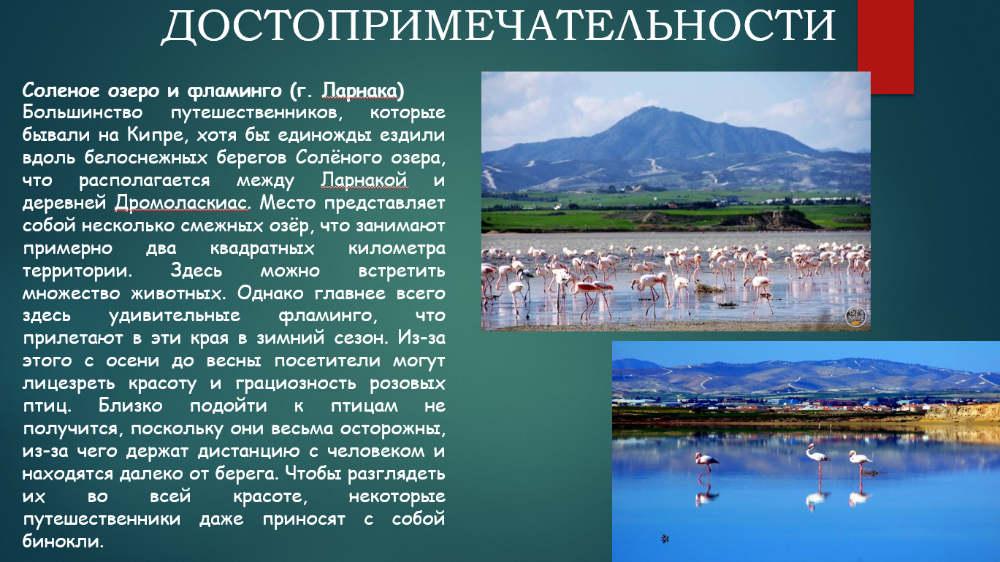 ДОСТОПРИМЕЧАТЕЛЬНОСТИ
Соленое озеро и фламинго (г. Ларнака)
Большинство путешественников, которые
бывали на Кипре, хотя бы единожды ездили
вдоль белоснежных берегов Солёного озера,
что располагается между Ларнакой и
деревней Дромоласкиас. Место представляет
собой несколько смежных озёр, что занимают
примерно два квадратных километра
территории. Здесь можно встретить
множество животных. Однако главнее всего
здесь удивительные фламинго, что
прилетают в эти края в зимний сезон. Из-за
этого с осени до весны посетители могут
лицезреть красоту и грациозность розовых
птиц. Близко подойти к птицам не
получится, поскольку они весьма осторожны,
из-за чего держат дистанцию с человеком и
находятся далеко от берега. Чтобы разглядеть
их во всей красоте, некоторые
путешественники даже приносят с собой
бинокли.